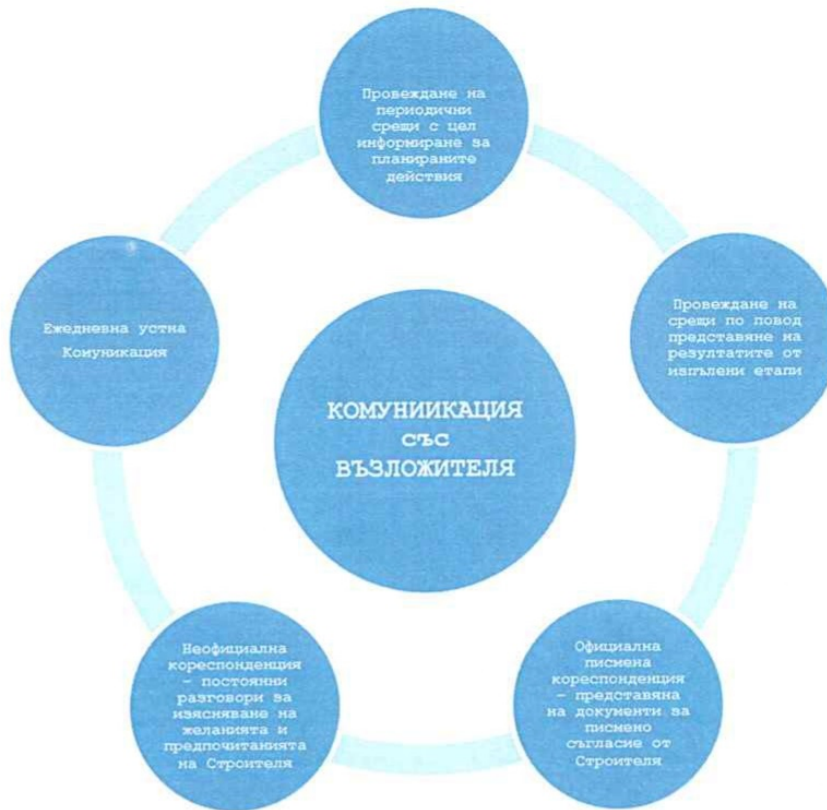 Провеждане на
периодични
срещи с цел
информиране за
планираните
действия
Провеждане на
срещи по повод
представяне на
резултатите от
изпълени етапи
Официална
писмена
кореспонденция
– представяна
на документи за
писмено
съгласие от
Строителя
Неофициална
кореспонденция
– постоянни
разговори за
изясняване на
желанията и
предпочитанията
на Строителя
Ежедневна устна
Комуникация
КОМУНИИКАЦИЯ
със
ВЪЗЛОЖИТЕЛЯ